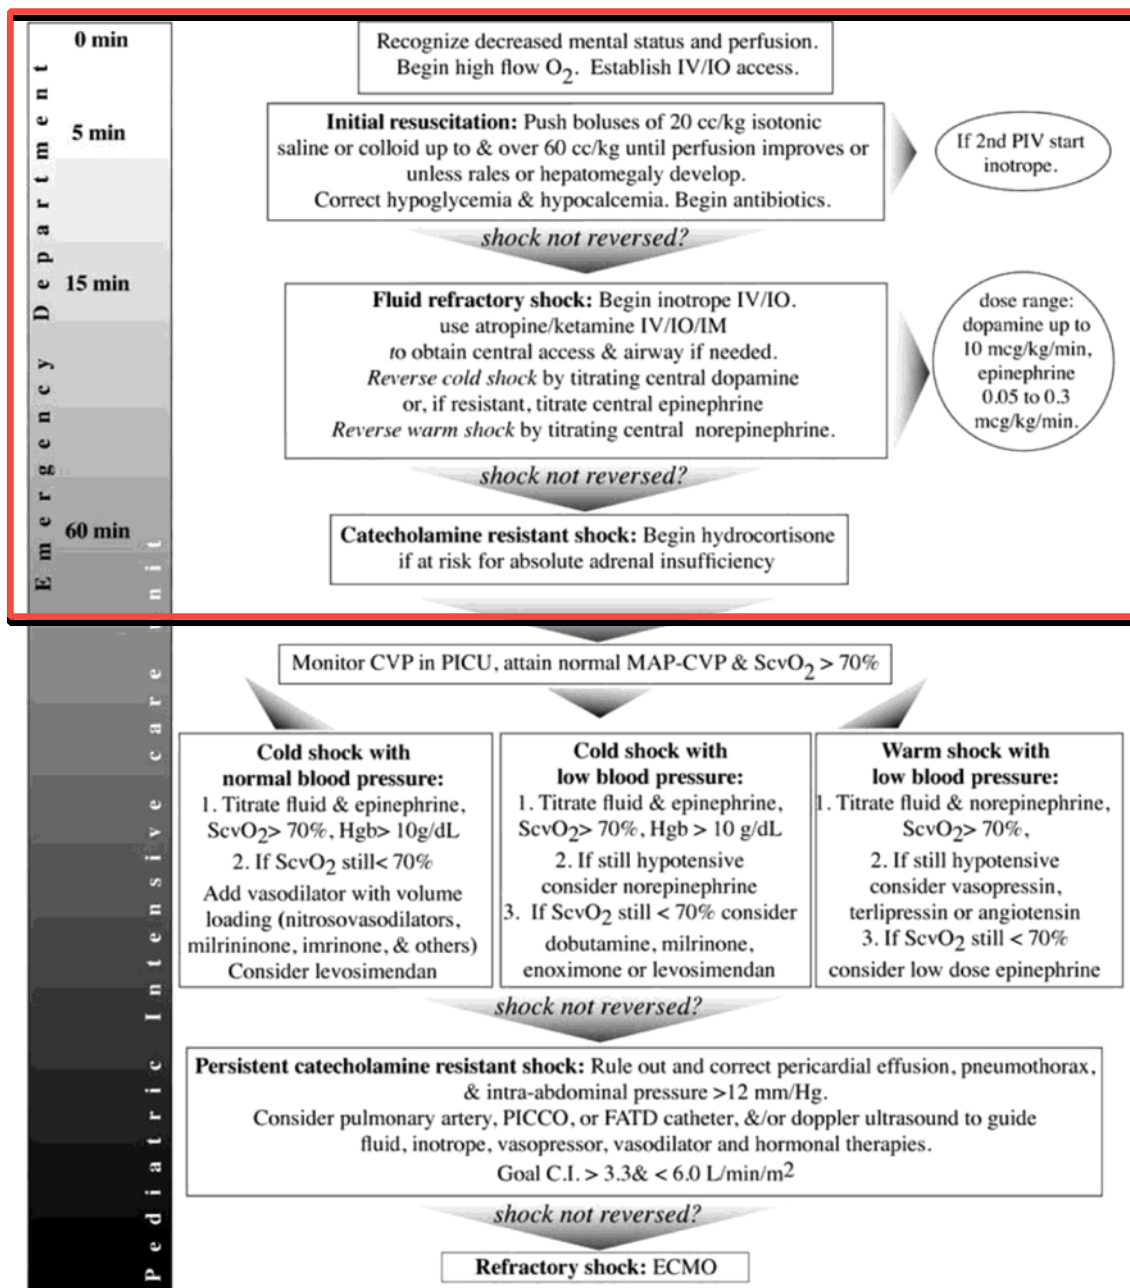 0 min
Recognize decreased mental status and perfusion.
Begin high flow O2. Establish IV/IO access.
5 min
Initial resuscitation: Push boluses of 20 cc/kg isotonic
saline or colloid up to & over 60 cc/kg until perfusion improves or
unless rales or hepatomegaly develop.
Correct hypoglycemia & hypocalcemia. Begin antibiotics.
If 2nd PIV start
inotrope.
shock not reversed?
15 min
Fluid refractory shock: Begin inotrope IV/IO.
use atropine/ketamine IV/IO/IM
to obtain central access & airway if needed.
Reverse cold shock by titrating central dopamine
or, if resistant, titrate central epinephrine
Reverse warm shock by titrating central norepinephrine.
dose range:
dopamine up to
10 mcg/kg/min,
epinephrine
0.05 to 0.3
mcg/kg/min.
shock not reversed?
60 min
Catecholamine resistant shock: Begin hydrocortisone
if at risk for absolute adrenal insufficiency
Emergency Department
Monitor CVP in PICU, attain normal MAP-CVP & ScvO2 > 70%
Cold shock with
normal blood pressure:
1. Titrate fluid & epinephrine,
ScvO2> 70%, Hgb> 10g/dL
2. If ScvO2 still< 70%
Add vasodilator with volume
loading (nitrosovasodilators,
milrininone, imrinone, & others)
Consider levosimendan
Cold shock with
low blood pressure:
1. Titrate fluid & epinephrine,
ScvO2> 70%, Hgb > 10 g/dL
2. If still hypotensive
consider norepinephrine
3. If ScvO2 still < 70% consider
dobutamine, milrinone,
enoximone or levosimendan
Warm shock with
low blood pressure:
1. Titrate fluid & norepinephrine,
ScvO2> 70%,
2. If still hypotensive
consider vasopressin,
terlipressin or angiotensin
3. If ScvO2 still < 70%
consider low dose epinephrine
shock not reversed?
Persistent catecholamine resistant shock: Rule out and correct pericardial effusion, pneumothorax,
& intra-abdominal pressure >12 mm/Hg.
Consider pulmonary artery, PICCO, or FATD catheter, &/or doppler ultrasound to guide
fluid, inotrope, vasopressor, vasodilator and hormonal therapies.
Goal C.I. > 3.3& < 6.0 L/min/m2
shock not reversed?
Refractory shock: ECMO
Pediatric Intensive care unit